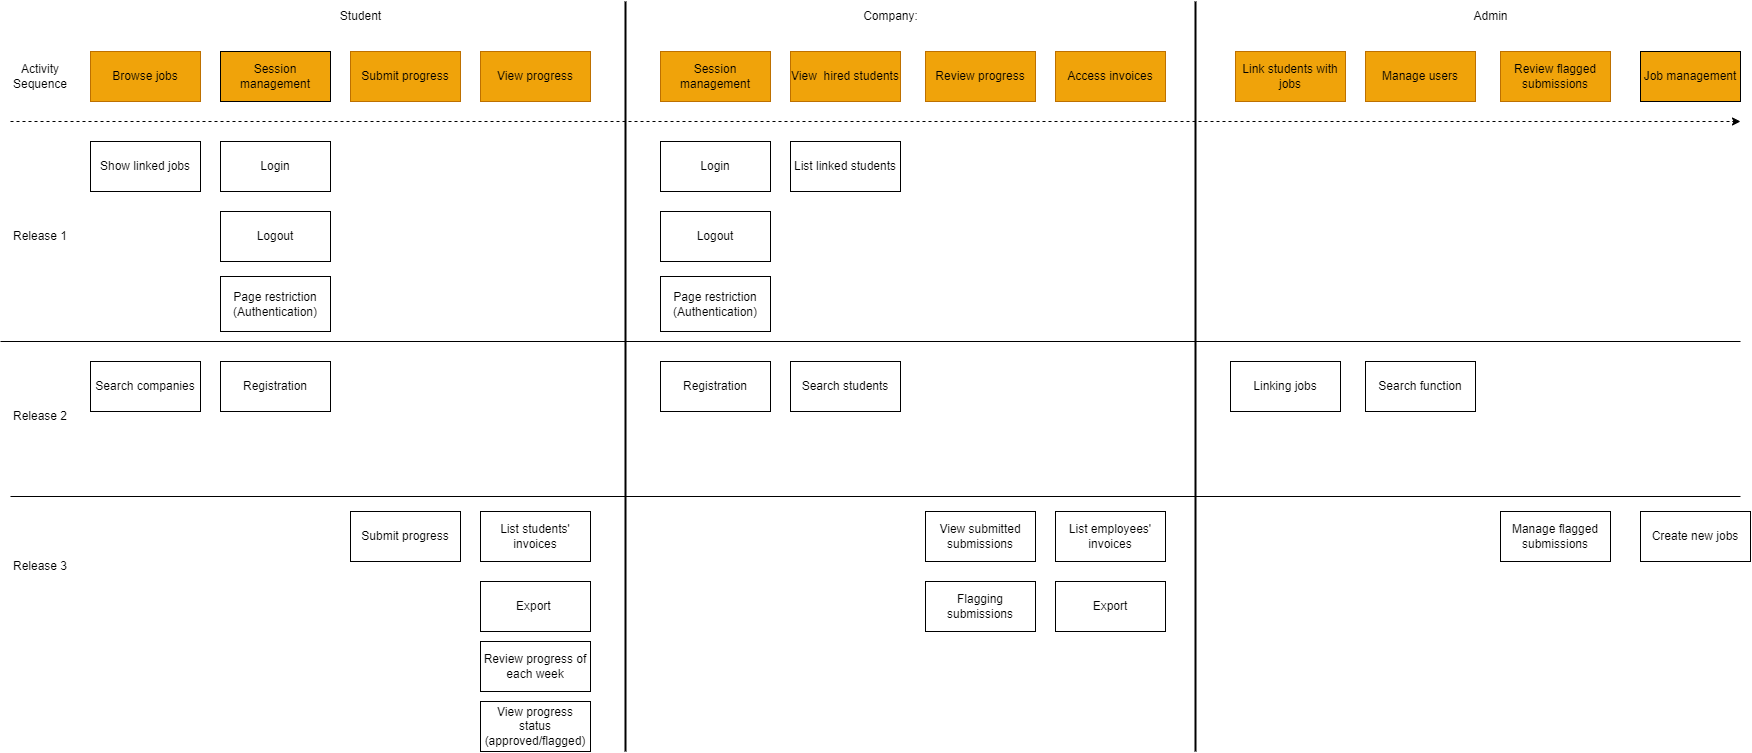 Student
Company:
Admin
Activity
Sequence
Browse jobs
Session
management
Submit progress
View progress
Session
management
View  hired students
Review progress
Access invoices
Link students with
jobs
Manage users
Review flagged
submissions
Job management
Release 1
Show linked jobs
Login
Login
List linked students
Logout
Logout
Page restriction
(Authentication)
Page restriction
(Authentication)
Release 2
Search companies
Registration
Registration
Search students
Linking jobs
Search function
Release 3
Submit progress
List students'
invoices
View submitted
submissions
List employees'
invoices
Manage flagged
submissions
Create new jobs
Export
Flagging
submissions
Export
Review progress of
each week
View progress
status
(approved/flagged)